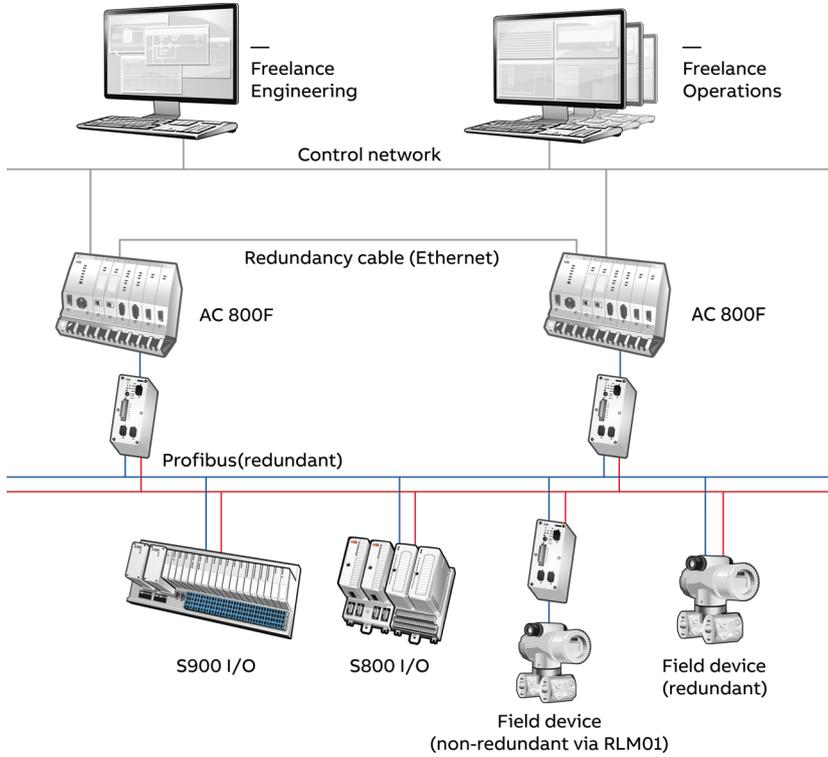 Freelance
Engineering
Freelance
Operations
Control network
Redundancy cable (Ethernet)
AC 800F
AC 800F
Profibus(redundant)
S900 I/O
S800 I/O
Field device
(redundant)
Field device
(non-redundant via RLM01)